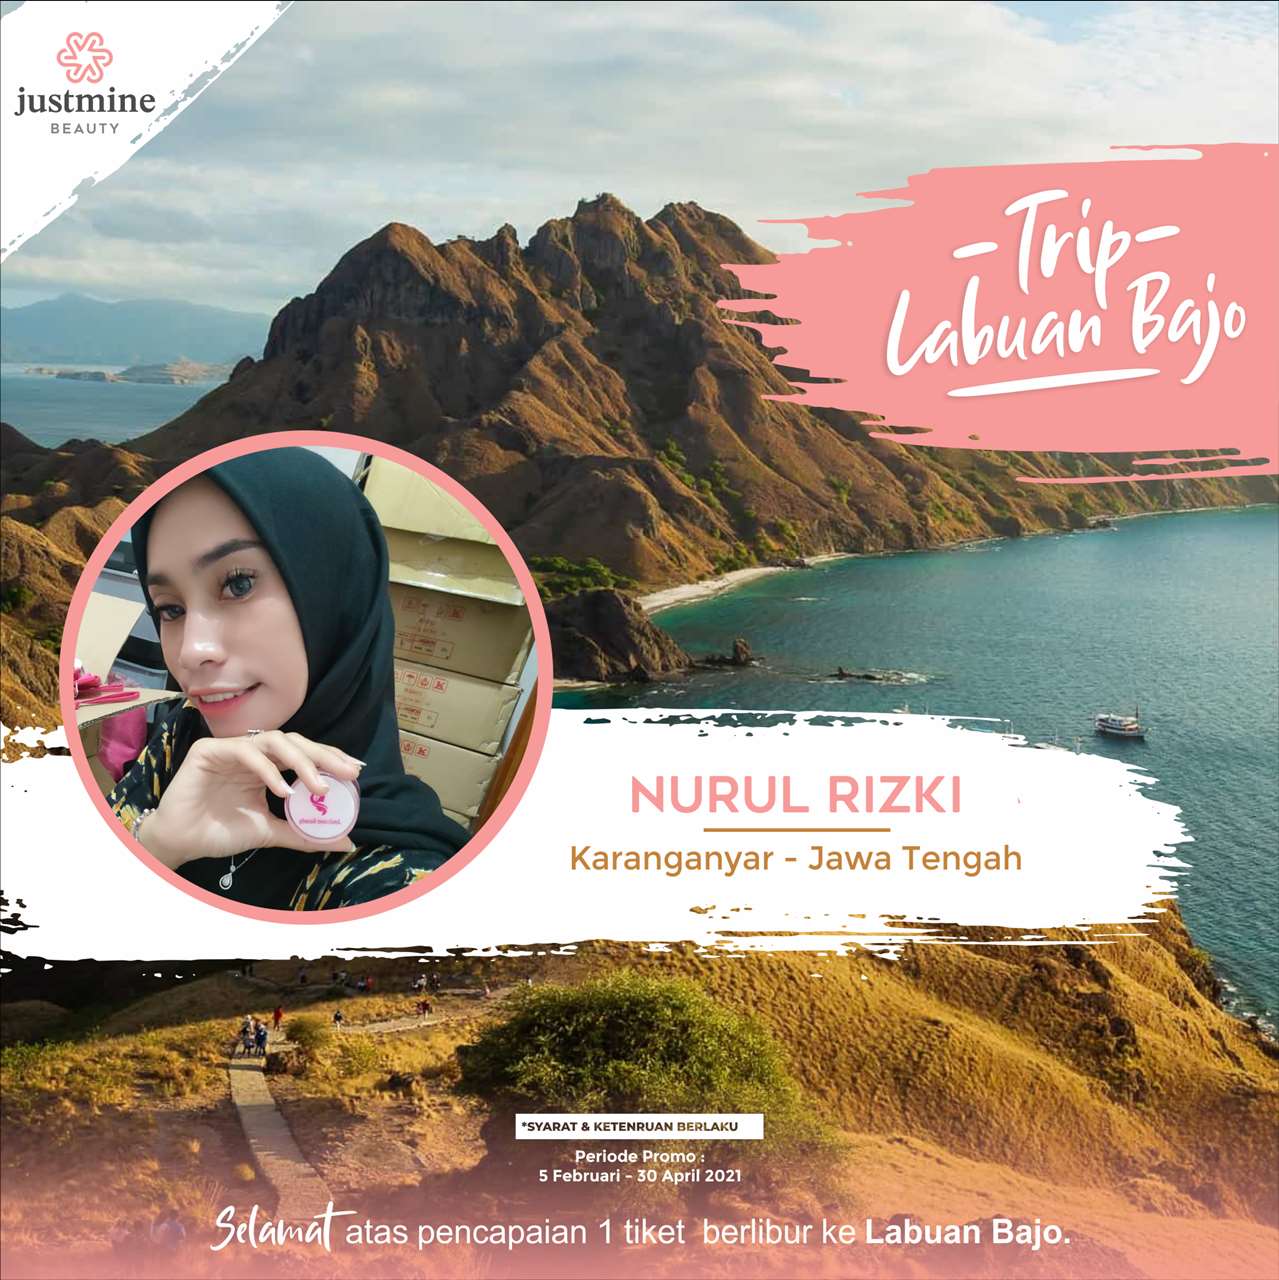 justmine
BEAUTY
-Trip-
Labuan Bajo
NURUL RIZKI
Karanganyar - Jawa Tengah
*SYARAT & KETENRUAN BERLAKU
Periode Promo :
5 Februari - 30 April 2021
Selamat atas pencapaian 1 tiket berlibur ke Labuan Bajo.